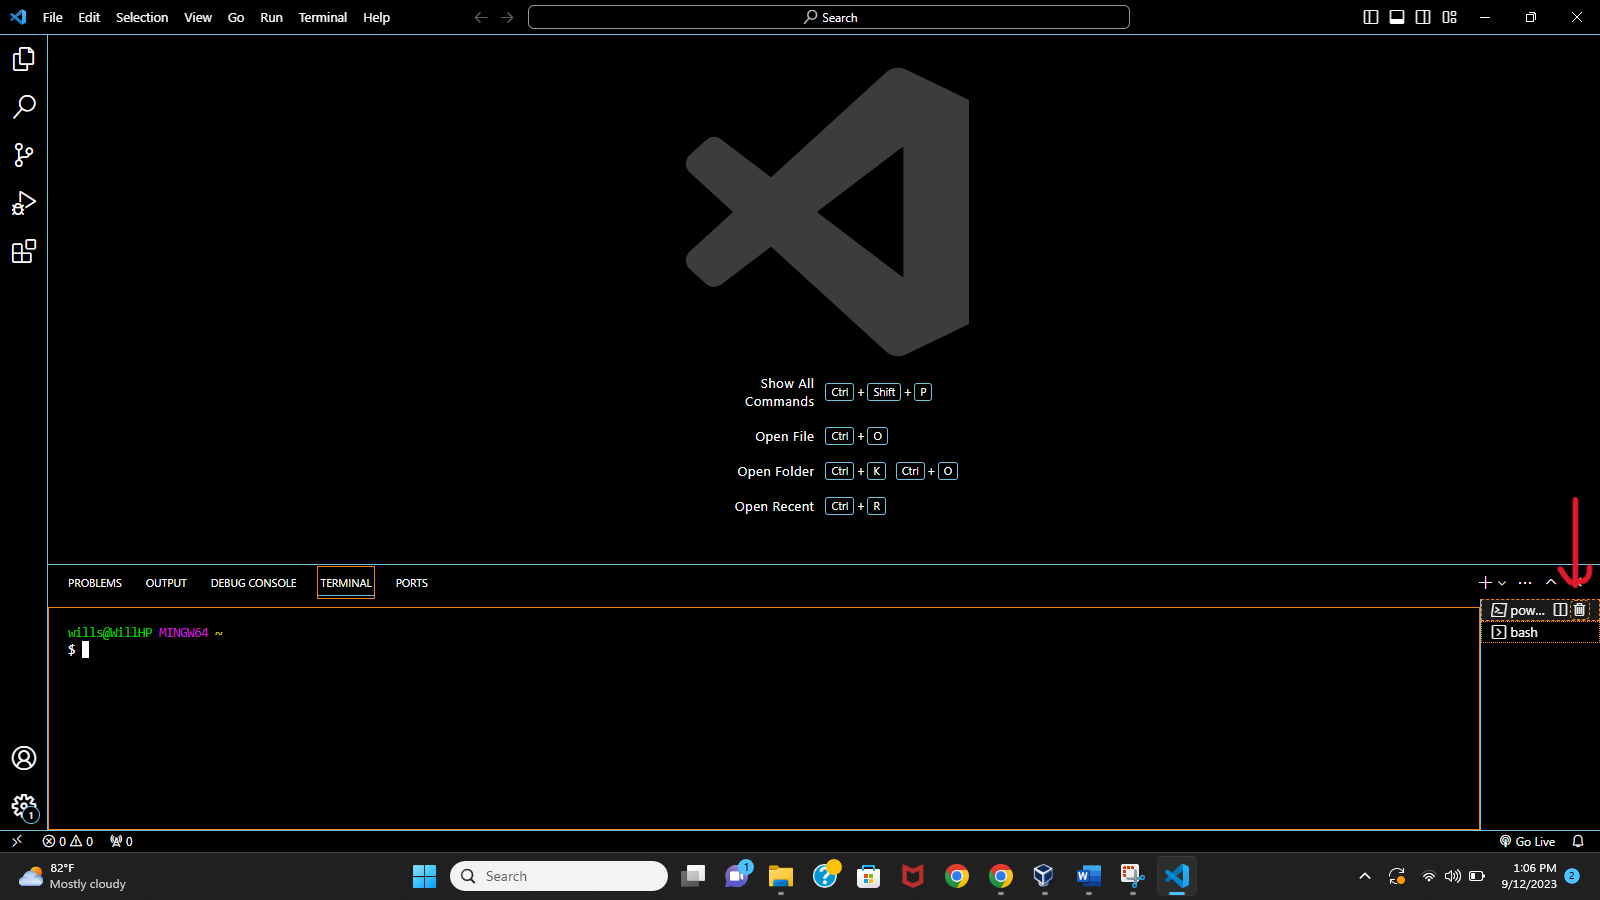 File Edit Selection View Go Run Terminal Help
Search
Show All
Commands
Ctrl + Shift + P
Open File Ctrl + O
Open Folder Ctrl + K Ctrl + O
Open Recent Ctrl + R
PROBLEMS OUTPUT DEBUG CONSOLE TERMINAL PORTS
pow...
bash
wills@WillHP MINGW64 ~
$
1
0 0 0
Go Live
82°F
Mostly cloudy
Search
1
1:06 PM
9/12/2023
2